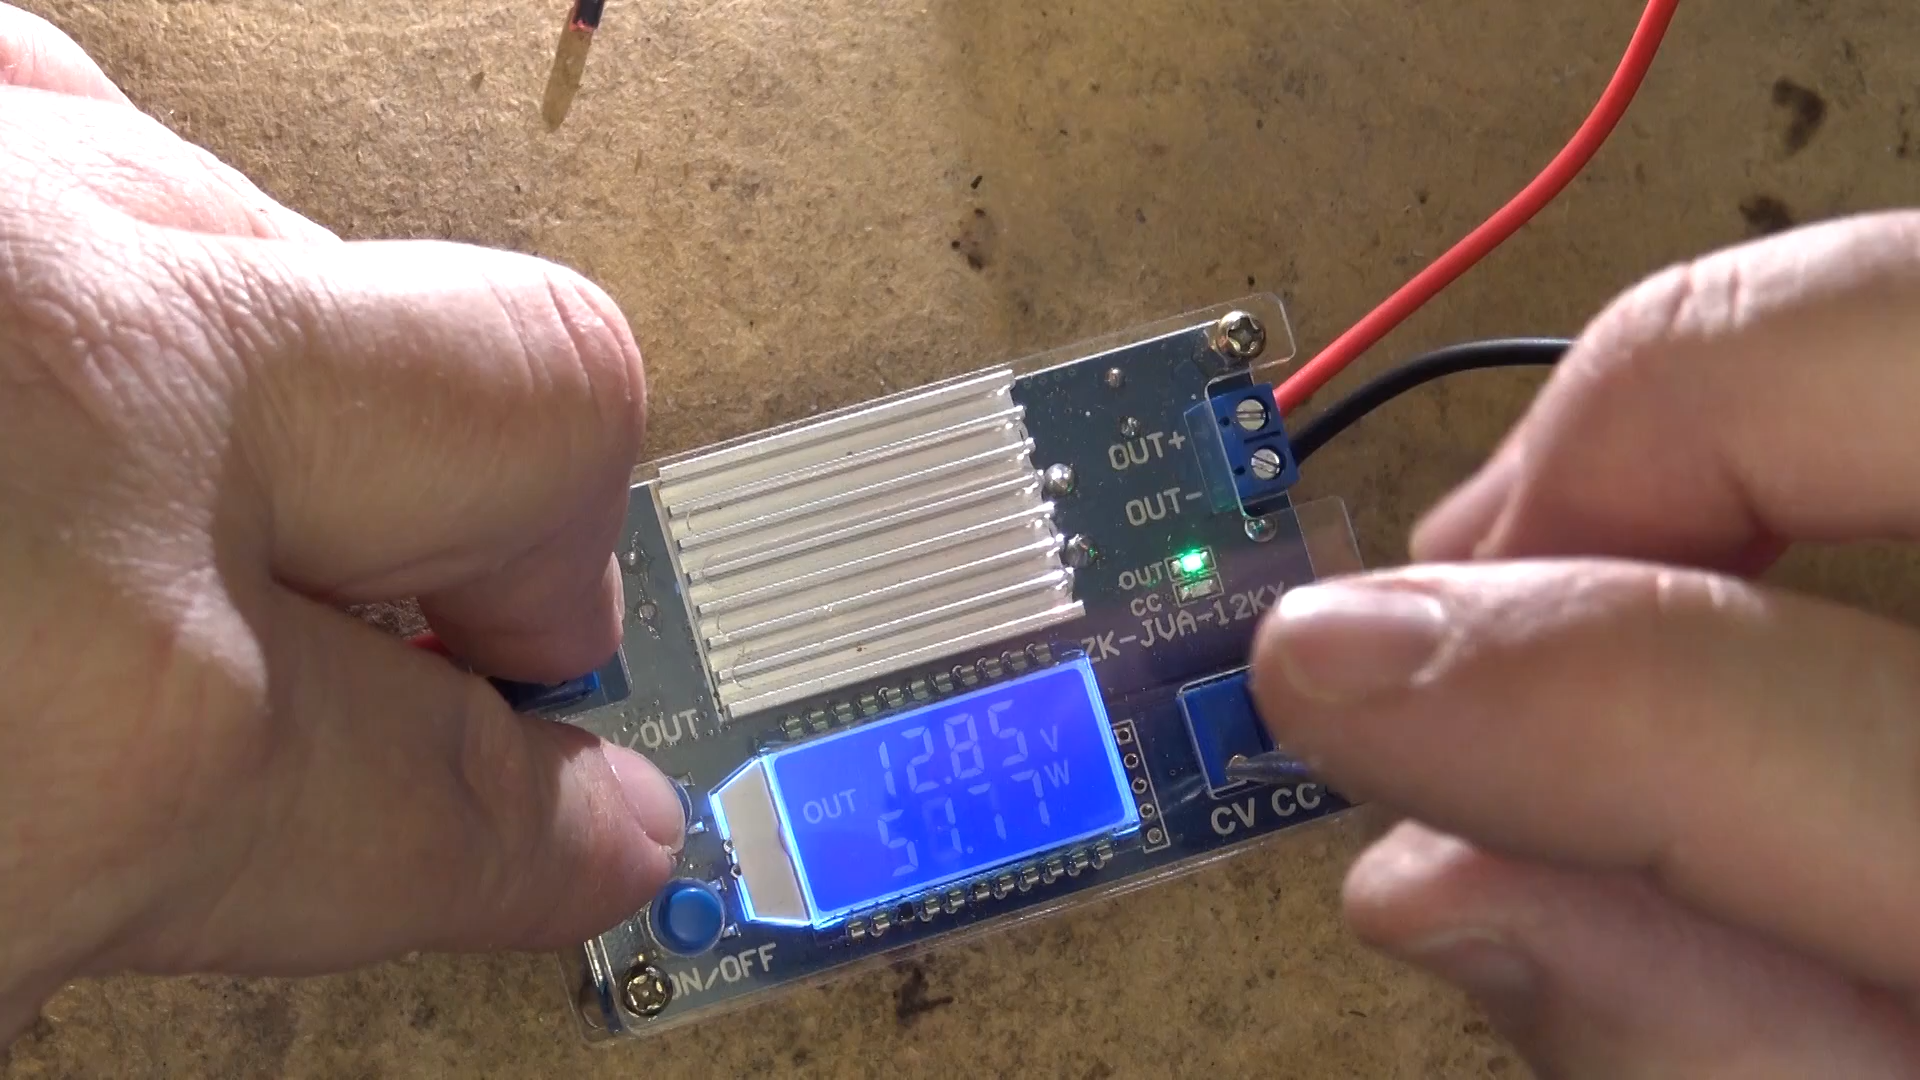 OUT+
OUT-
OUT
CC
ZK-JVA-12KX
/OUT
12.85 V
OUT
W
CV CC
ON/OFF